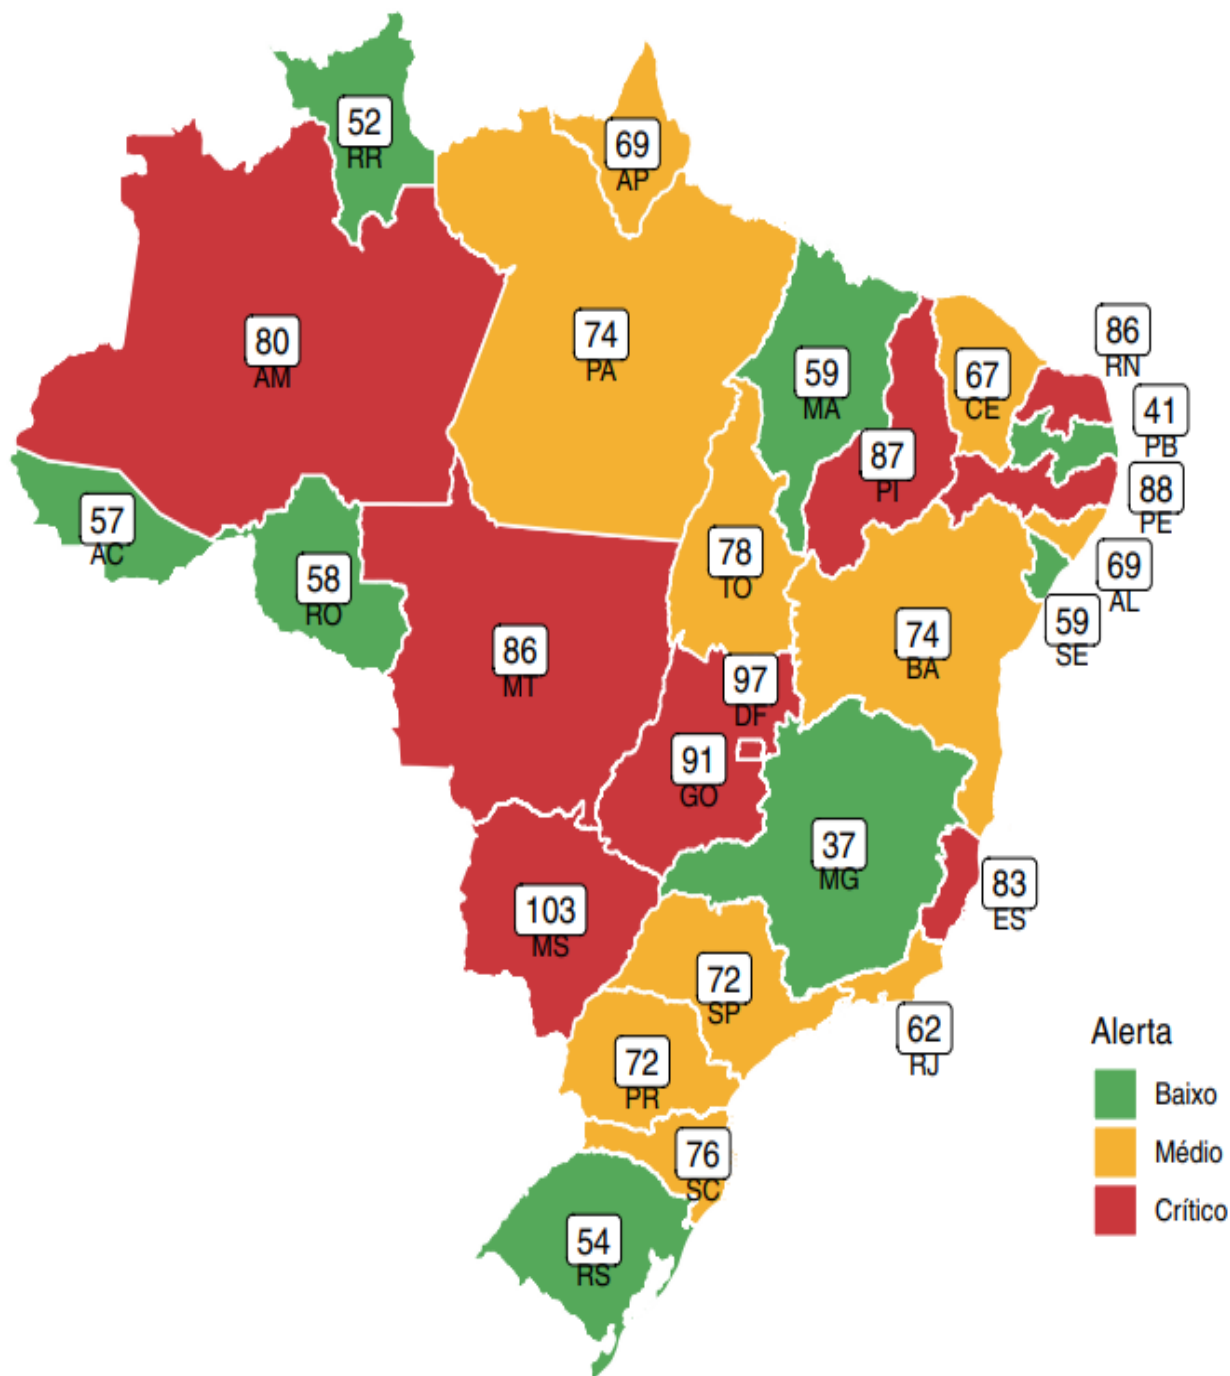 52
RR
69
AP
80
AM
74
PA
59
MA
67
CE
86
RN
41
PB
87
PI
88
PE
57
AC
58
RO
78
TO
69
AL
59
SE
86
MT
74
BA
97
DF
91
GO
37
MG
83
ES
103
MS
72
SP
62
RJ
72
PR
76
SC
54
RS
Alerta
Baixo
Médio
Crítico